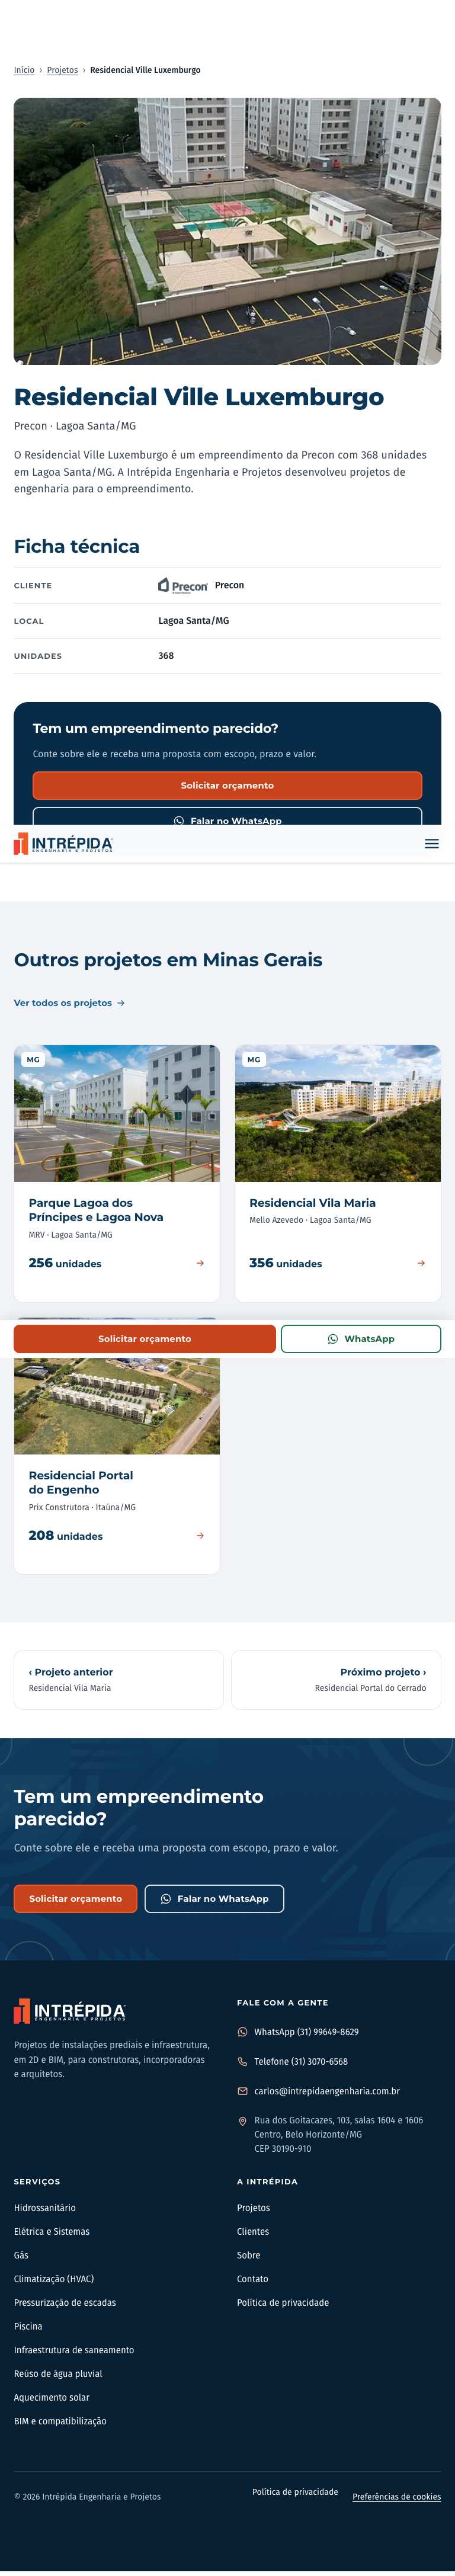 Início › Projetos › Residencial Ville Luxemburgo
Residencial Ville Luxemburgo
Precon · Lagoa Santa/MG
O Residencial Ville Luxemburgo é um empreendimento da Precon com 368 unidades
em Lagoa Santa/MG. A Intrépida Engenharia e Projetos desenvolveu projetos de
engenharia para o empreendimento.
Ficha técnica
CLIENTE
Precon
Precon
LOCAL
Lagoa Santa/MG
UNIDADES
368
Tem um empreendimento parecido?
Conte sobre ele e receba uma proposta com escopo, prazo e valor.
Solicitar orçamento
Falar no WhatsApp
INTRÉPIDA
ENGENHARIA E PROJETOS
Outros projetos em Minas Gerais
Ver todos os projetos →
MG
Parque Lagoa dos
Príncipes e Lagoa Nova
MRV · Lagoa Santa/MG
256 unidades →
MG
Residencial Vila Maria
Mello Azevedo · Lagoa Santa/MG
356 unidades →
Solicitar orçamento
WhatsApp
Residencial Portal
do Engenho
Prix Construtora · Itaúna/MG
208 unidades →
‹ Projeto anterior
Residencial Vila Maria
Próximo projeto ›
Residencial Portal do Cerrado
Tem um empreendimento
parecido?
Conte sobre ele e receba uma proposta com escopo, prazo e valor.
Solicitar orçamento
Falar no WhatsApp
INTRÉPIDA
ENGENHARIA E PROJETOS
Projetos de instalações prediais e infraestrutura,
em 2D e BIM, para construtoras, incorporadoras
e arquitetos.
FALE COM A GENTE
WhatsApp (31) 99649-8629
Telefone (31) 3070-6568
carlos@intrepidaengenharia.com.br
Rua dos Goitacazes, 103, salas 1604 e 1606
Centro, Belo Horizonte/MG
CEP 30190-910
SERVIÇOS
Hidrossanitário
Elétrica e Sistemas
Gás
Climatização (HVAC)
Pressurização de escadas
Piscina
Infraestrutura de saneamento
Reúso de água pluvial
Aquecimento solar
BIM e compatibilização
A INTRÉPIDA
Projetos
Clientes
Sobre
Contato
Política de privacidade
© 2026 Intrépida Engenharia e Projetos
Política de privacidade
Preferências de cookies